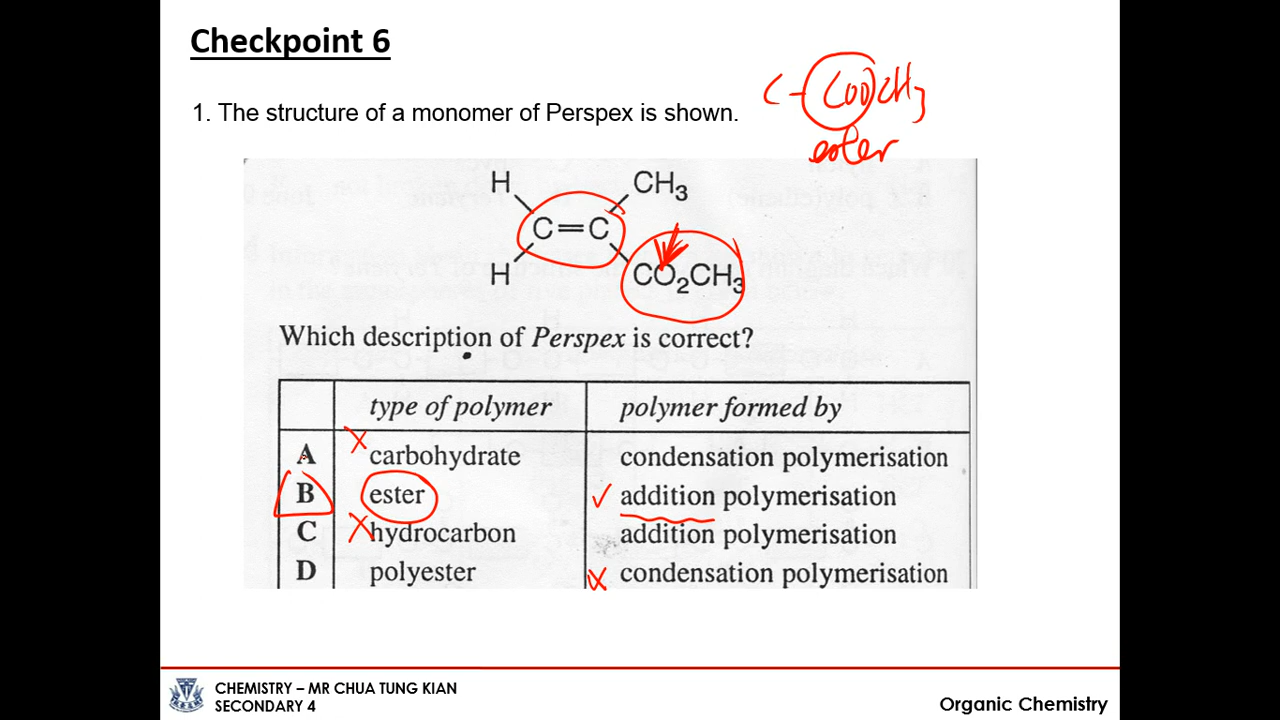 Checkpoint 6
1. The structure of a monomer of Perspex is shown.
C-COOCH3
ester
H CH3
C=C
H CO2CH3
Which description of Perspex is correct?
type of polymer polymer formed by
A carbohydrate condensation polymerisation
B ester addition polymerisation
C hydrocarbon addition polymerisation
D polyester condensation polymerisation
CHEMISTRY – MR CHUA TUNG KIAN
SECONDARY 4
Organic Chemistry